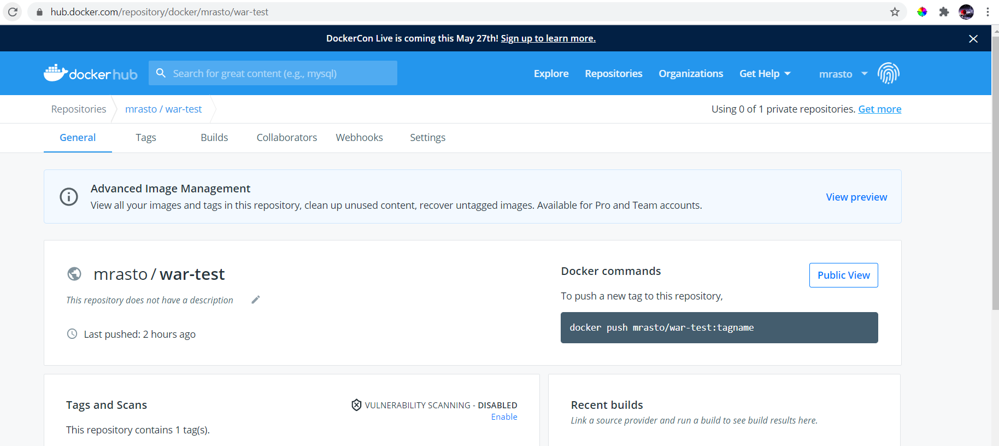 hub.docker.com/repository/docker/mrasto/war-test
DockerCon Live is coming this May 27th! Sign up to learn more.
docker hub
Search for great content (e.g., mysql)
Explore
Repositories
Organizations
Get Help
mrasto
Repositories
mrasto / war-test
Using 0 of 1 private repositories. Get more
General
Tags
Builds
Collaborators
Webhooks
Settings
Advanced Image Management
View all your images and tags in this repository, clean up unused content, recover untagged images. Available for Pro and Team accounts.
View preview
mrasto / war-test
This repository does not have a description
Last pushed: 2 hours ago
Docker commands
Public View
To push a new tag to this repository,
docker push mrasto/war-test:tagname
Tags and Scans
VULNERABILITY SCANNING - DISABLED
Enable
This repository contains 1 tag(s).
Recent builds
Link a source provider and run a build to see build results here.